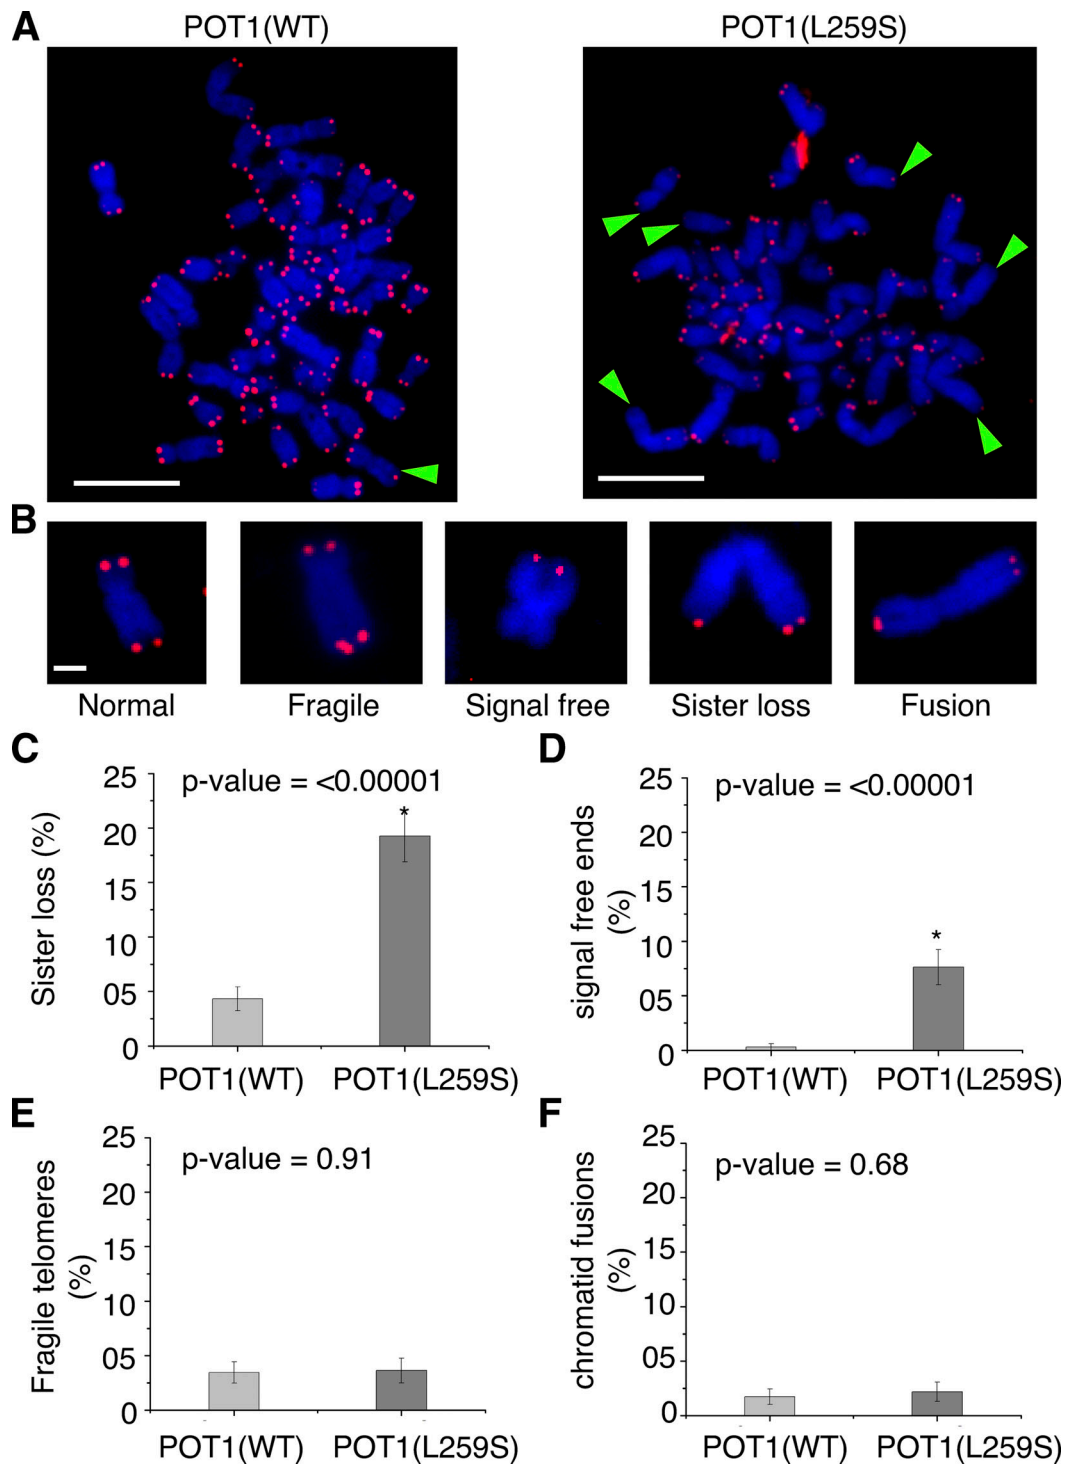 A
POT1(WT)
POT1(L259S)
B
Normal
Fragile
Signal free
Sister loss
Fusion
C
p-value = <0.00001
Sister loss (%)
25
20
15
10
05
0
*
POT1(WT)
POT1(L259S)
D
p-value = <0.00001
signal free ends
(%)
25
20
15
10
05
0
*
POT1(WT)
POT1(L259S)
E
p-value = 0.91
Fragile telomeres
(%)
25
20
15
10
05
0
POT1(WT)
POT1(L259S)
F
p-value = 0.68
chromatid fusions
(%)
25
20
15
10
05
0
POT1(WT)
POT1(L259S)